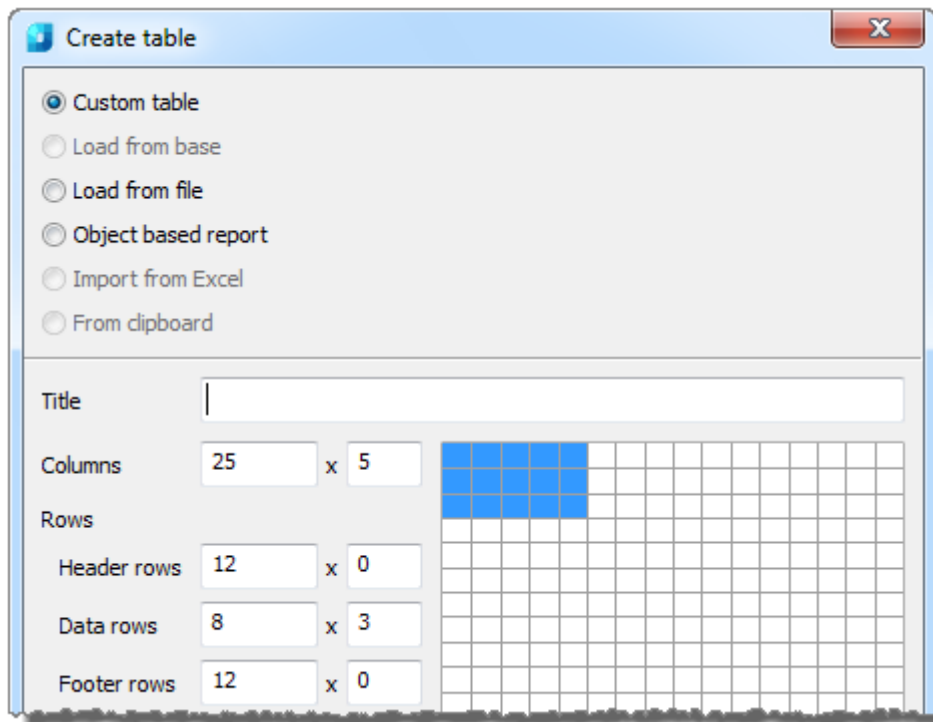 Create table
Custom table
Load from base
Load from file
Object based report
Import from Excel
From clipboard
Title
Columns 25 x 5
Rows
Header rows 12 x 0
Data rows 8 x 3
Footer rows 12 x 0